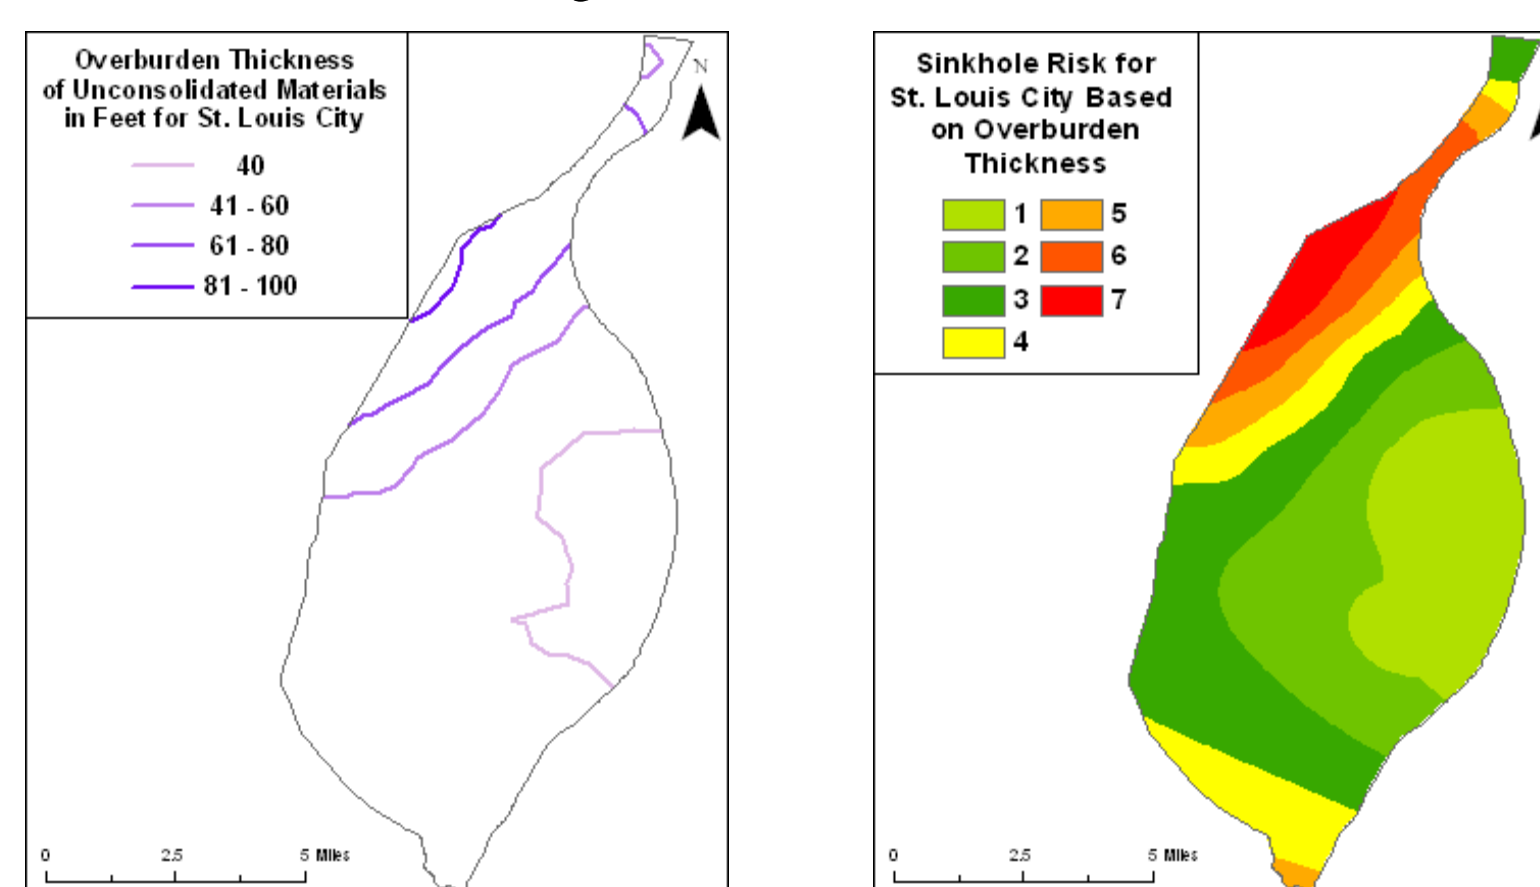 Overburden Thickness
of Unconsolidated Materials
in Feet for St. Louis City
40
41 - 60
61 - 80
81 - 100
N
0 2.5 5 Miles
Sinkhole Risk for
St. Louis City Based
on Overburden
Thickness
1 5
2 6
3 7
4
0 2.5 5 Miles